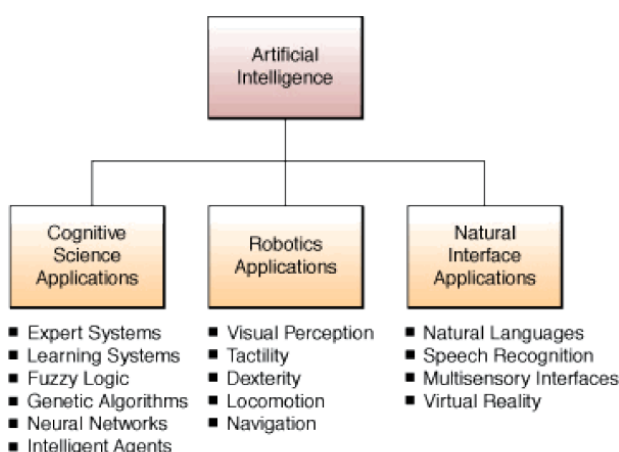 Artificial
Intelligence
Cognitive
Science
Applications
Robotics
Applications
Natural
Interface
Applications
■ Expert Systems
■ Learning Systems
■ Fuzzy Logic
■ Genetic Algorithms
■ Neural Networks
■ Intelligent Agents
■ Visual Perception
■ Tactility
■ Dexterity
■ Locomotion
■ Navigation
■ Natural Languages
■ Speech Recognition
■ Multisensory Interfaces
■ Virtual Reality